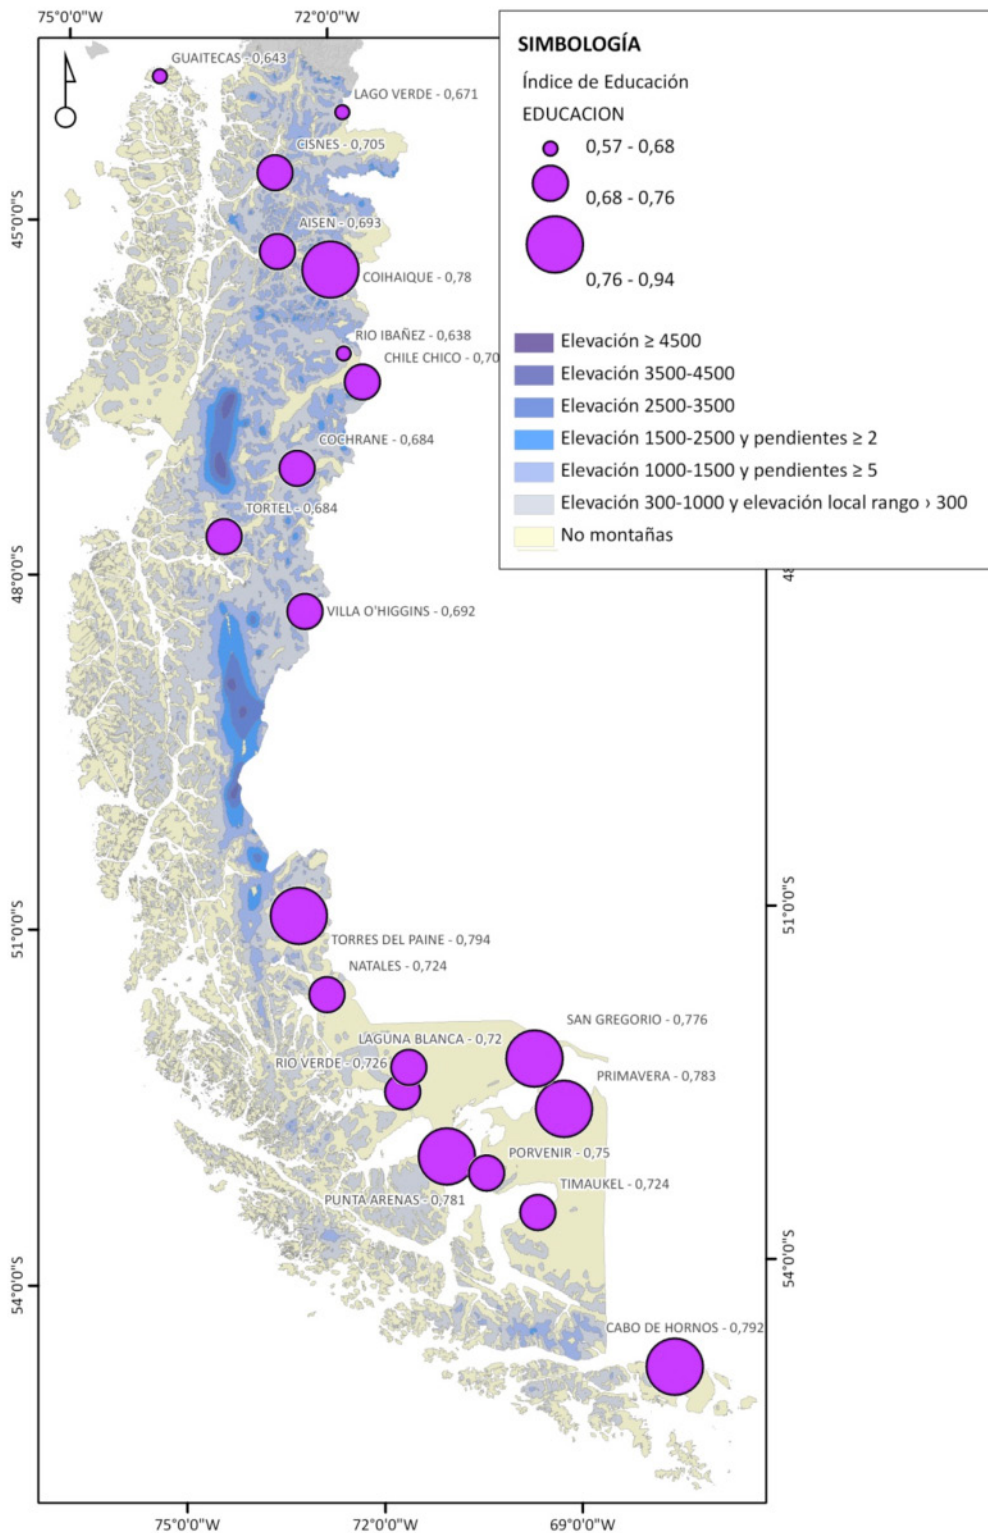 75°0'0"W
72°0'0"W
SIMBOLOGÍA
Índice de Educación
EDUCACION
0,57 - 0,68
0,68 - 0,76
0,76 - 0,94
Elevación ≥ 4500
Elevación 3500-4500
Elevación 2500-3500
Elevación 1500-2500 y pendientes ≥ 2
Elevación 1000-1500 y pendientes ≥ 5
Elevación 300-1000 y elevación local rango › 300
No montañas
GUAITECAS - 0,643
LAGO VERDE - 0,671
CISNES - 0,705
45°0'0"S
AISEN - 0,693
COIHAIQUE - 0,78
RIO IBAÑEZ - 0,638
CHILE CHICO - 0,70
COCHRANE - 0,684
TORTEL - 0,684
48°0'0"S
48
VILLA O'HIGGINS - 0,692
51°0'0"S
51°0'0"S
TORRES DEL PAINE - 0,794
NATALES - 0,724
SAN GREGORIO - 0,776
LAGUNA BLANCA - 0,72
RIO VERDE - 0,726
PRIMAVERA - 0,783
PORVENIR - 0,75
TIMAUKEL - 0,724
PUNTA ARENAS - 0,781
54°0'0"S
54°0'0"S
CABO DE HORNOS - 0,792
75°0'0"W
72°0'0"W
69°0'0"W